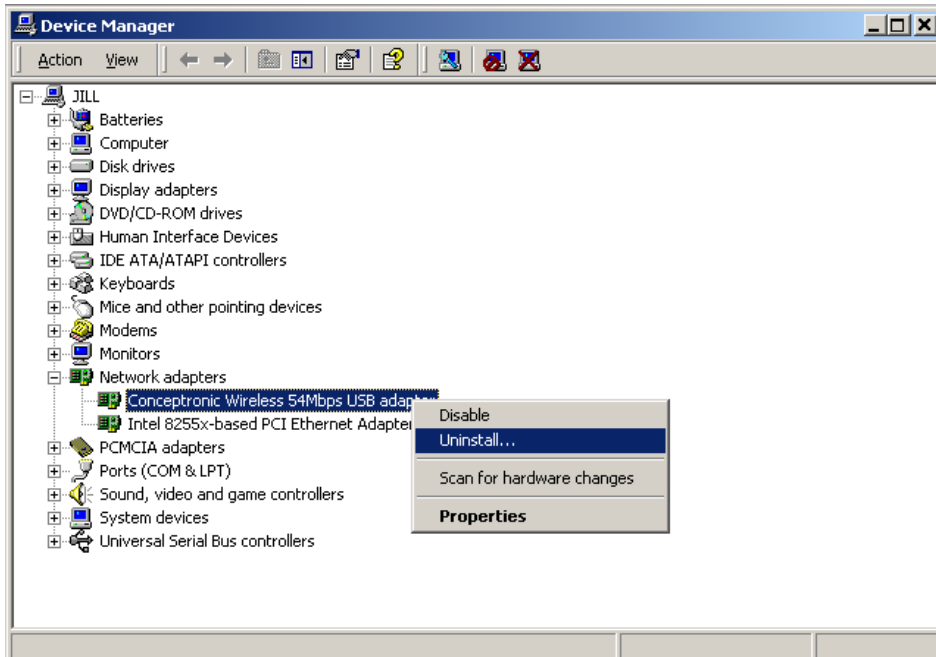 Device Manager
Action View
JILL
Batteries
Computer
Disk drives
Display adapters
DVD/CD-ROM drives
Human Interface Devices
IDE ATA/ATAPI controllers
Keyboards
Mice and other pointing devices
Modems
Monitors
Network adapters
Conceptronic Wireless 54Mbps USB adapter
Disable
Intel 8255x-based PCI Ethernet Adapter
Uninstall...
PCMCIA adapters
Ports (COM & LPT)
Scan for hardware changes
Sound, video and game controllers
System devices
Properties
Universal Serial Bus controllers